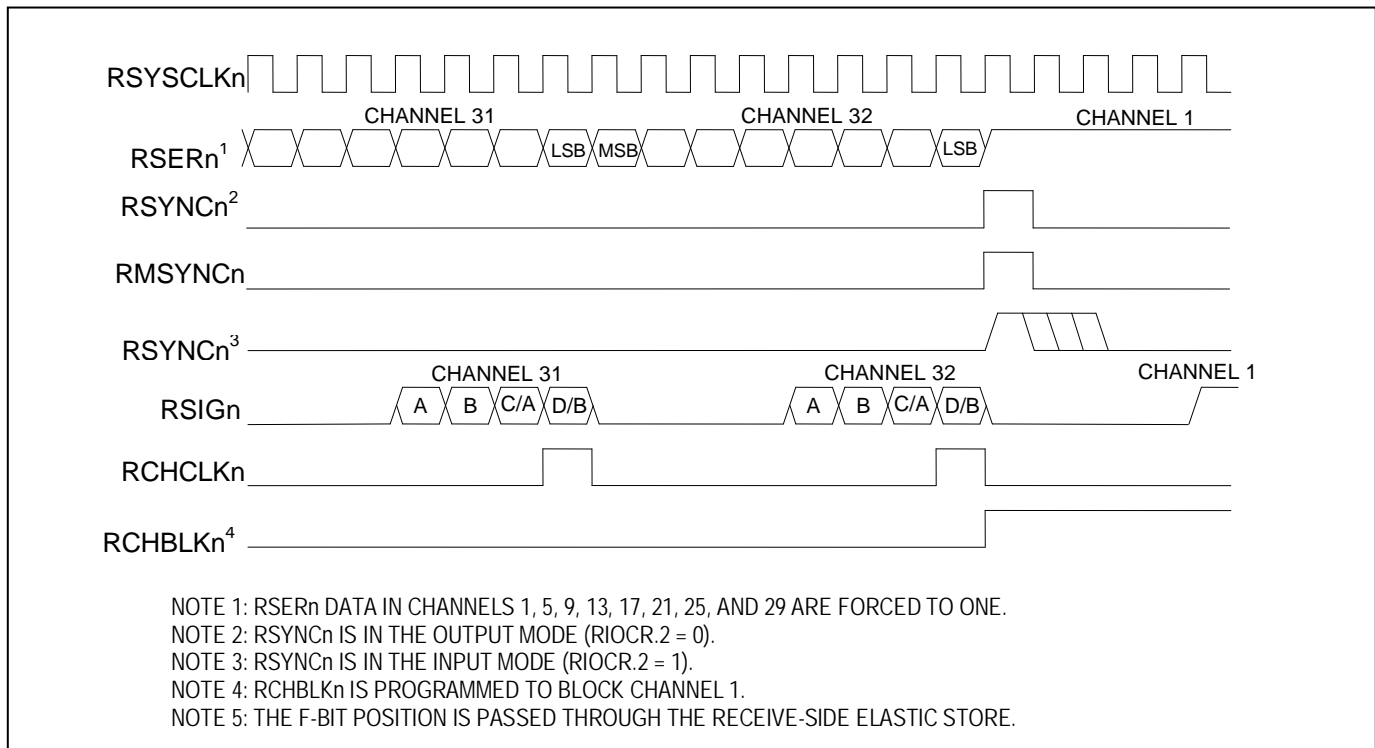 RSYSCLKn
CHANNEL 31 CHANNEL 32 CHANNEL 1
RSERn1 LSB MSB LSB
RSYNCn2
RMSYNCn
RSYNCn3
CHANNEL 31 CHANNEL 32 CHANNEL 1
RSIGn A B C/A D/B A B C/A D/B
RCHCLKn
RCHBLKn4
NOTE 1: RSERn DATA IN CHANNELS 1, 5, 9, 13, 17, 21, 25, AND 29 ARE FORCED TO ONE.
NOTE 2: RSYNCn IS IN THE OUTPUT MODE (RIOCR.2 = 0).
NOTE 3: RSYNCn IS IN THE INPUT MODE (RIOCR.2 = 1).
NOTE 4: RCHBLKn IS PROGRAMMED TO BLOCK CHANNEL 1.
NOTE 5: THE F-BIT POSITION IS PASSED THROUGH THE RECEIVE-SIDE ELASTIC STORE.